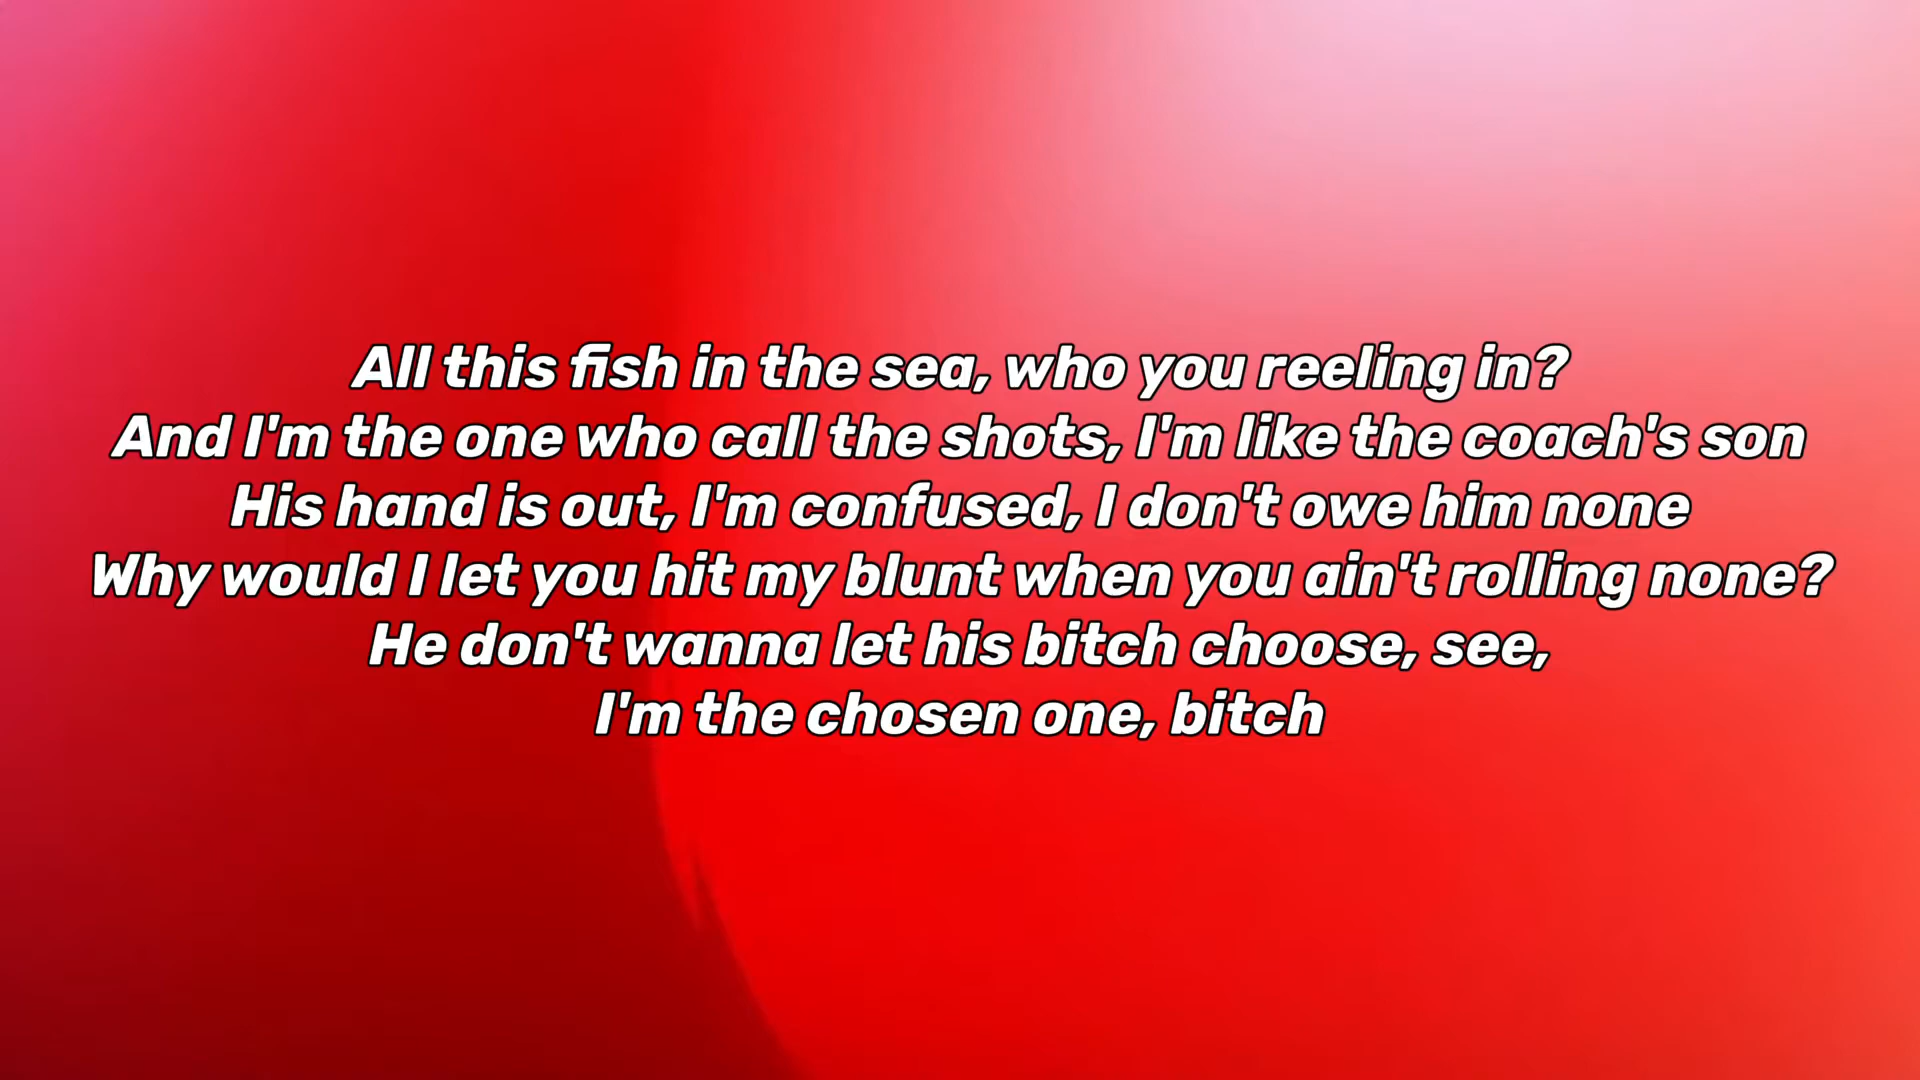 All this fish in the sea, who you reeling in?
And I'm the one who call the shots, I'm like the coach's son
His hand is out, I'm confused, I don't owe him none
Why would I let you hit my blunt when you ain't rolling none?
He don't wanna let his bitch choose, see,
I'm the chosen one, bitch